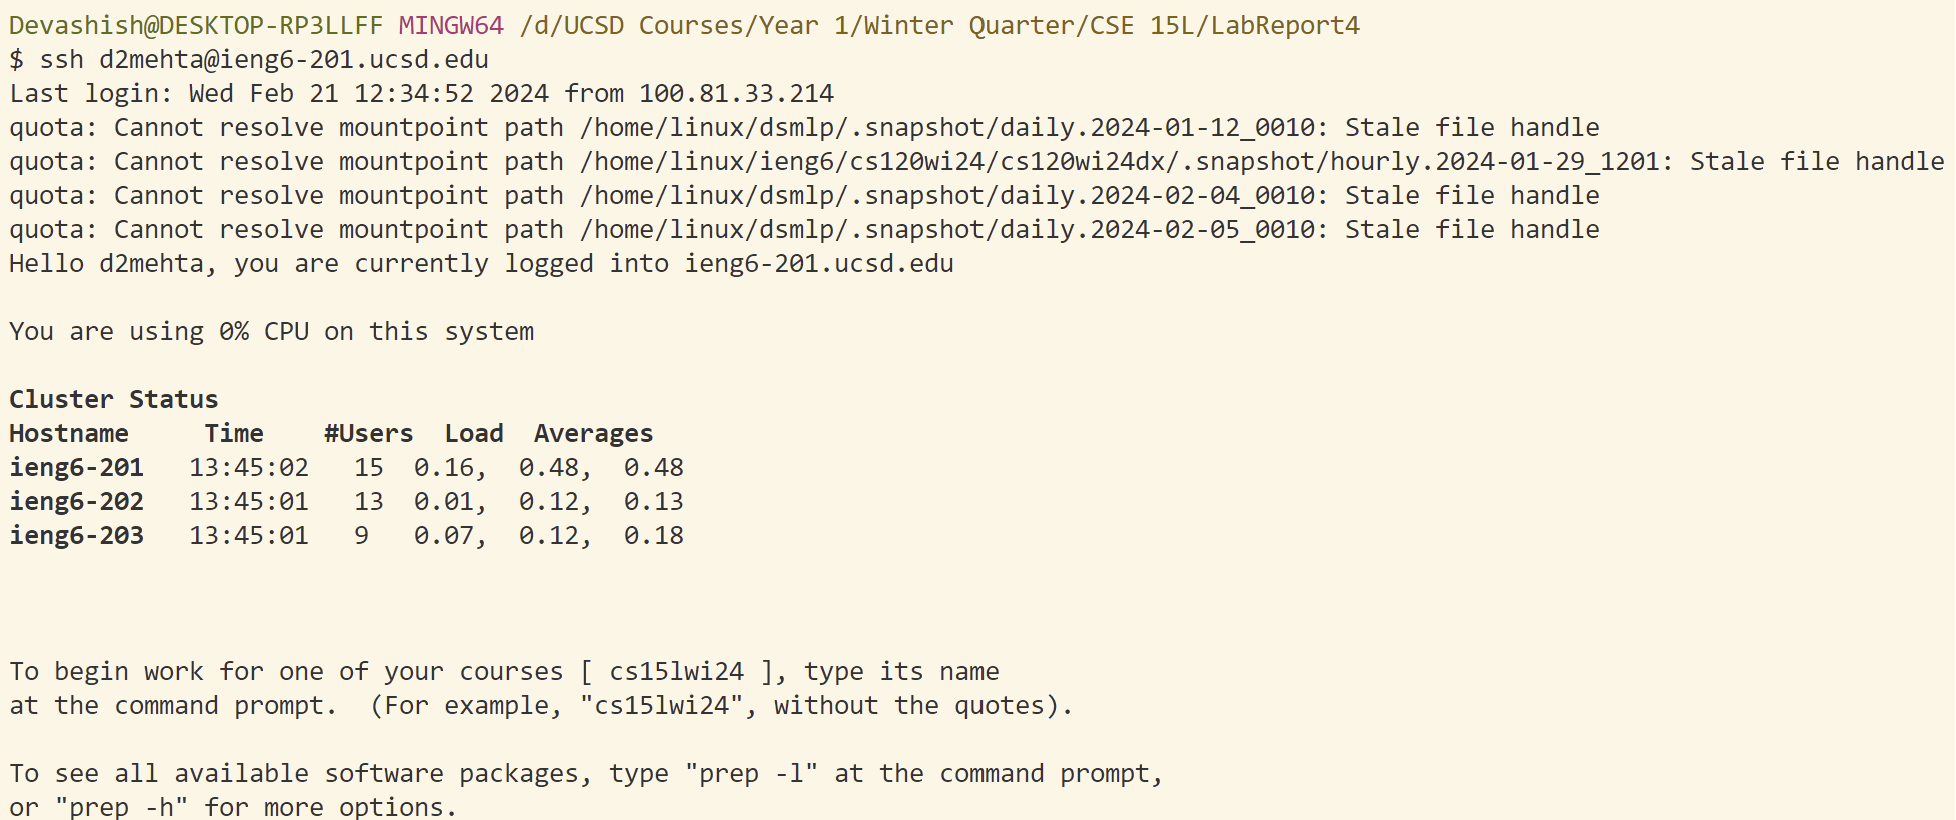 Devashish@DESKTOP-RP3LLFF MINGW64 /d/UCSD Courses/Year 1/Winter Quarter/CSE 15L/LabReport4
$ ssh d2mehta@ieng6-201.ucsd.edu
Last login: Wed Feb 21 12:34:52 2024 from 100.81.33.214
quota: Cannot resolve mountpoint path /home/linux/dsmlp/.snapshot/daily.2024-01-12_0010: Stale file handle
quota: Cannot resolve mountpoint path /home/linux/ieng6/cs120wi24/cs120wi24dx/.snapshot/hourly.2024-01-29_1201: Stale file handle
quota: Cannot resolve mountpoint path /home/linux/dsmlp/.snapshot/daily.2024-02-04_0010: Stale file handle
quota: Cannot resolve mountpoint path /home/linux/dsmlp/.snapshot/daily.2024-02-05_0010: Stale file handle
Hello d2mehta, you are currently logged into ieng6-201.ucsd.edu

You are using 0% CPU on this system

Cluster Status
Hostname     Time    #Users  Load  Averages
ieng6-201   13:45:02   15  0.16,  0.48,  0.48
ieng6-202   13:45:01   13  0.01,  0.12,  0.13
ieng6-203   13:45:01   9   0.07,  0.12,  0.18

To begin work for one of your courses [ cs15lwi24 ], type its name
at the command prompt.  (For example, "cs15lwi24", without the quotes).

To see all available software packages, type "prep -l" at the command prompt,
or "prep -h" for more options.